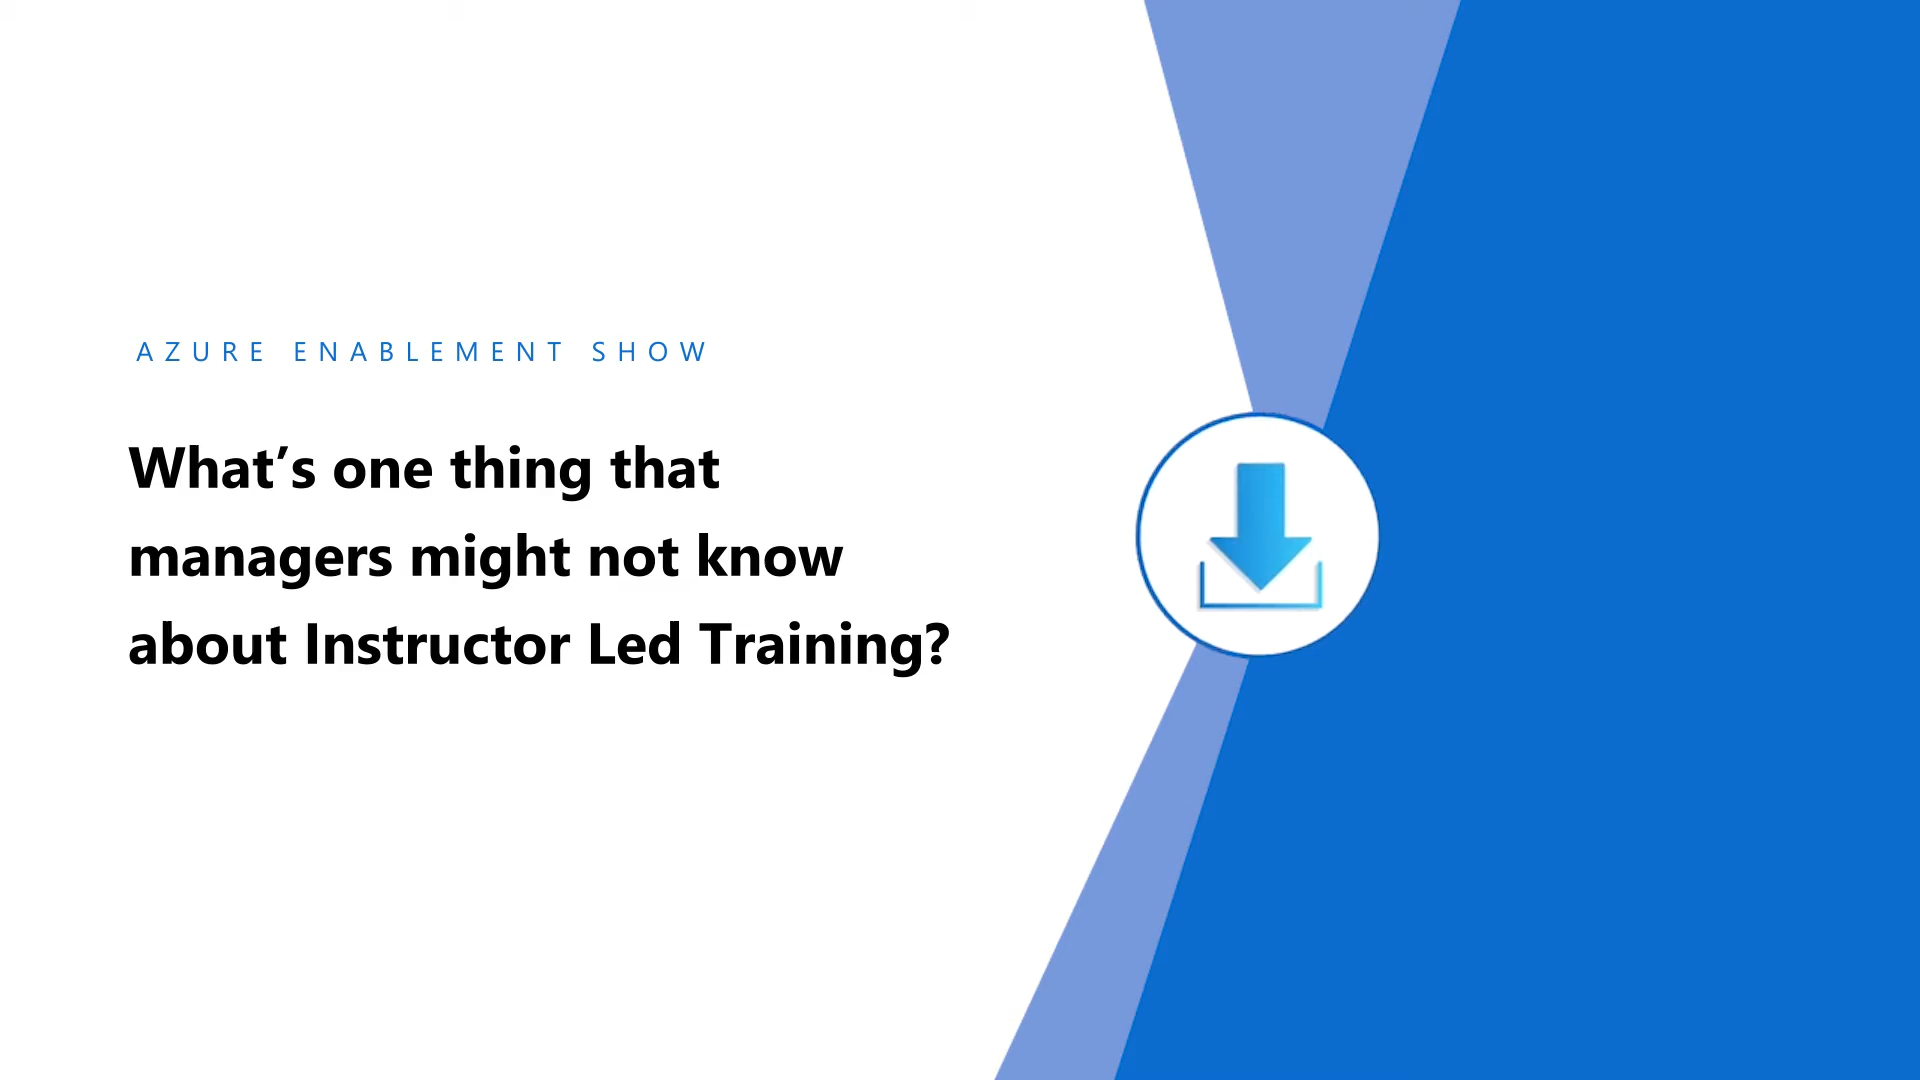 AZURE ENABLEMENT SHOW
What’s one thing that
managers might not know
about Instructor Led Training?